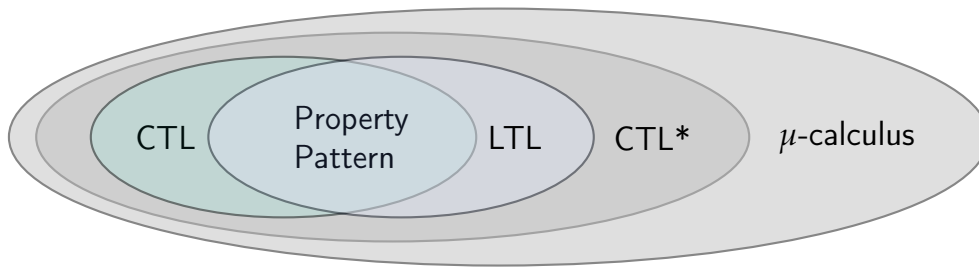 CTL
Property
Pattern
LTL
CTL*
μ-calculus